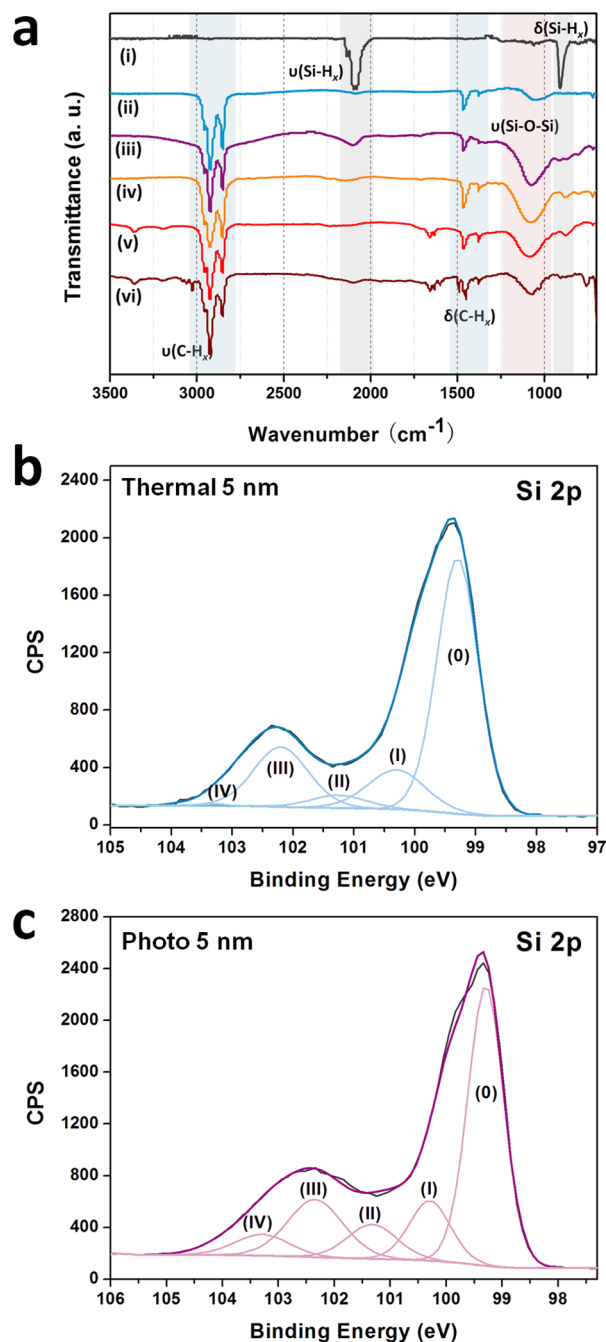 a
δ(Si-Hx)
(i)
υ(Si-Hx)
(ii)
υ(Si-O-Si)
(iii)
(iv)
(v)
(vi)
δ(C-Hx)
υ(C-Hx)
Transmittance (a. u.)
3500 3000 2500 2000 1500 1000
Wavenumber (cm-1)
b
Thermal 5 nm Si 2p
2400
2000
1600
1200
800
400
0
CPS
(0)
(I)
(III)
(II)
(IV)
105 104 103 102 101 100 99 98 97
Binding Energy (eV)
c
Photo 5 nm Si 2p
2800
2400
2000
1600
1200
800
400
0
CPS
(0)
(I)
(III)
(II)
(IV)
106 105 104 103 102 101 100 99 98
Binding Energy (eV)